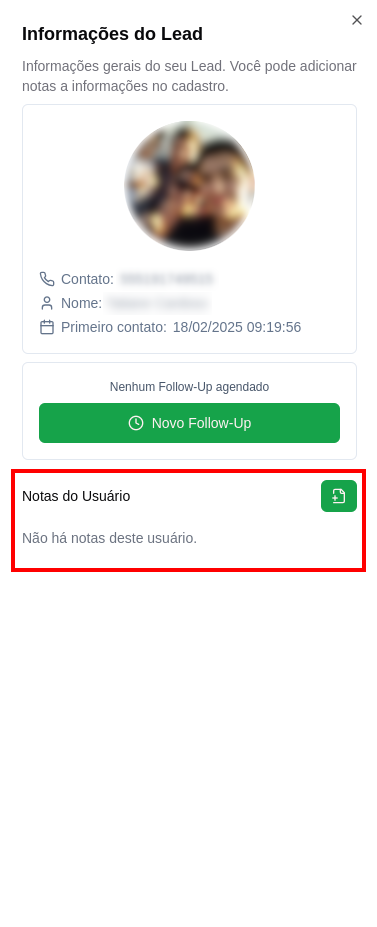 Informações do Lead
Informações gerais do seu Lead. Você pode adicionar
notas a informações no cadastro.
Contato:
Nome:
Primeiro contato: 18/02/2025 09:19:56
Nenhum Follow-Up agendado
Novo Follow-Up
Notas do Usuário
Não há notas deste usuário.